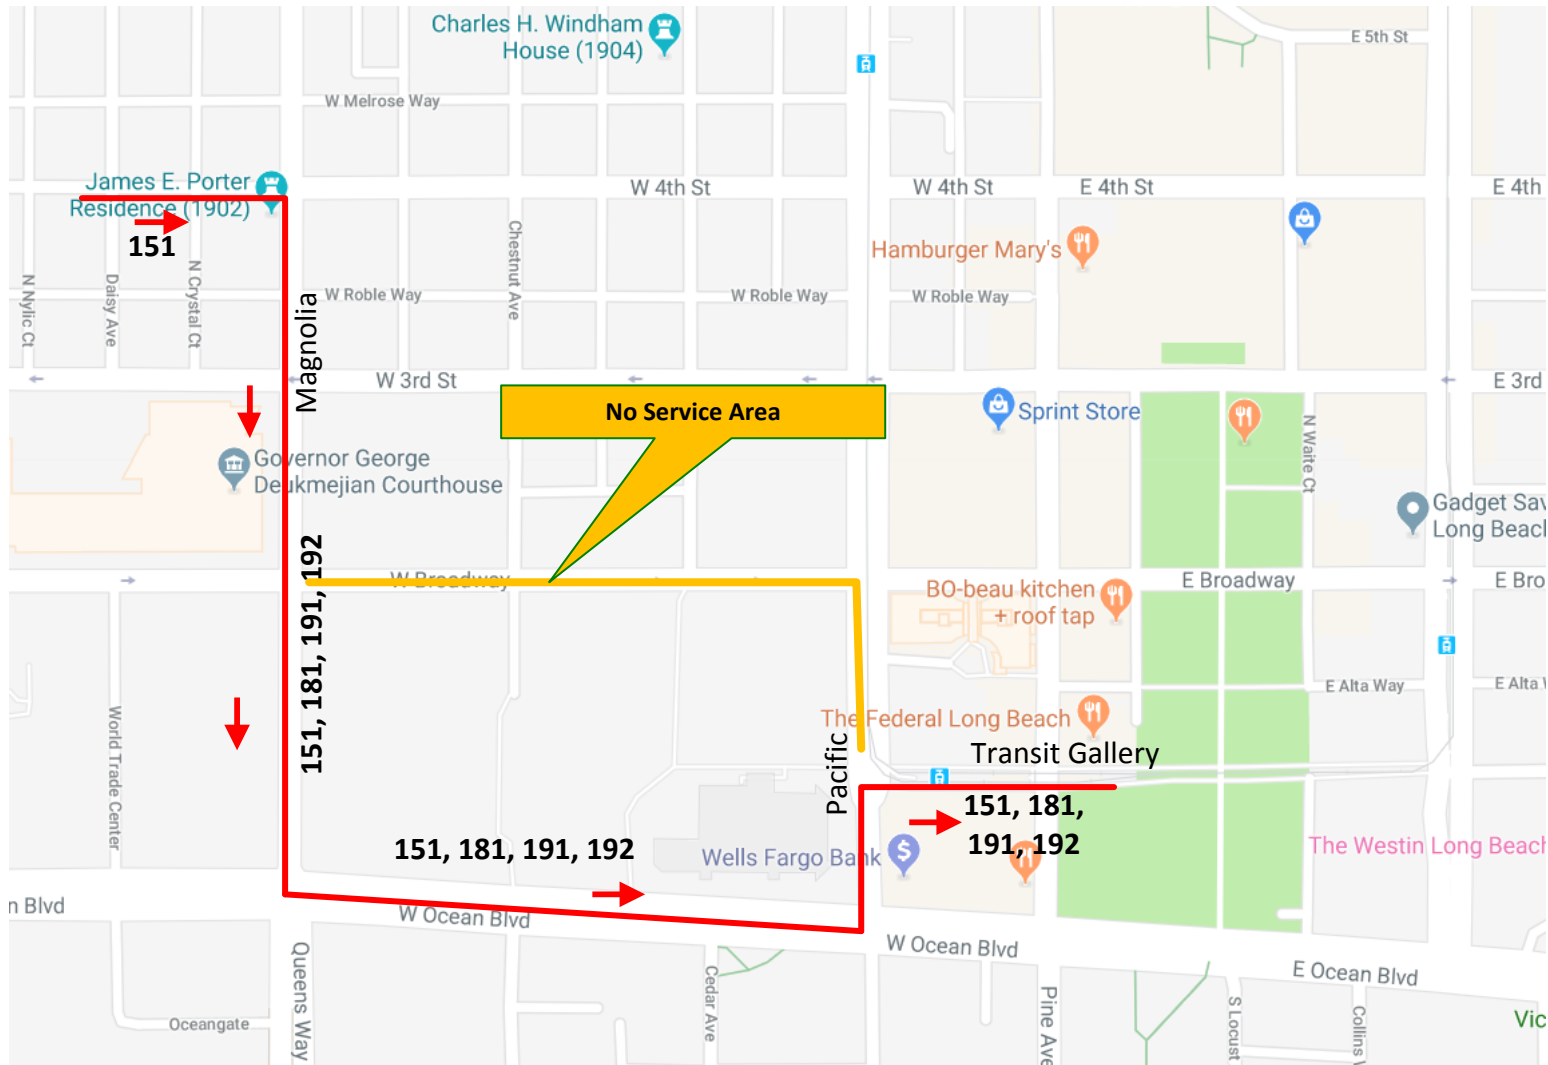 Charles H. Windham
House (1904)
E 5th St
W Melrose Way
James E. Porter
Residence (1902)
W 4th St
W 4th St
E 4th St
E 4th
151
Hamburger Mary's
Chestnut Ave
N Nylic Ct
Daisy Ave
N Crystal Ct
Magnolia
W Roble Way
W Roble Way
W Roble Way
W 3rd St
E 3rd
No Service Area
Sprint Store
N Waite Ct
Governor George
Deukmejian Courthouse
Gadget Sav
Long Beach
151, 181, 191, 192
W Broadway
E Broadway
E Bro
BO-beau kitchen
+ roof tap
E Alta Way
E Alta
World Trade Center
The Federal Long Beach
Pacific
Transit Gallery
151, 181,
191, 192
151, 181, 191, 192
Wells Fargo Bank
The Westin Long Beach
n Blvd
W Ocean Blvd
W Ocean Blvd
E Ocean Blvd
Queens Way
Cedar Ave
Pine Ave
S Locust
Collins
Oceangate
Vic